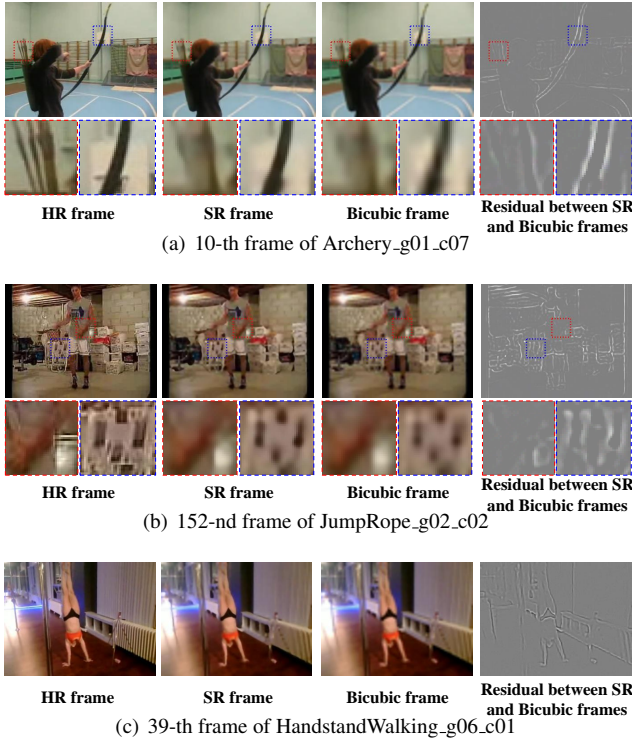 HR frame
SR frame
Bicubic frame
Residual between SR
and Bicubic frames
(a) 10-th frame of Archery_g01_c07
HR frame
SR frame
Bicubic frame
Residual between SR
and Bicubic frames
(b) 152-nd frame of JumpRope_g02_c02
HR frame
SR frame
Bicubic frame
Residual between SR
and Bicubic frames
(c) 39-th frame of HandstandWalking_g06_c01